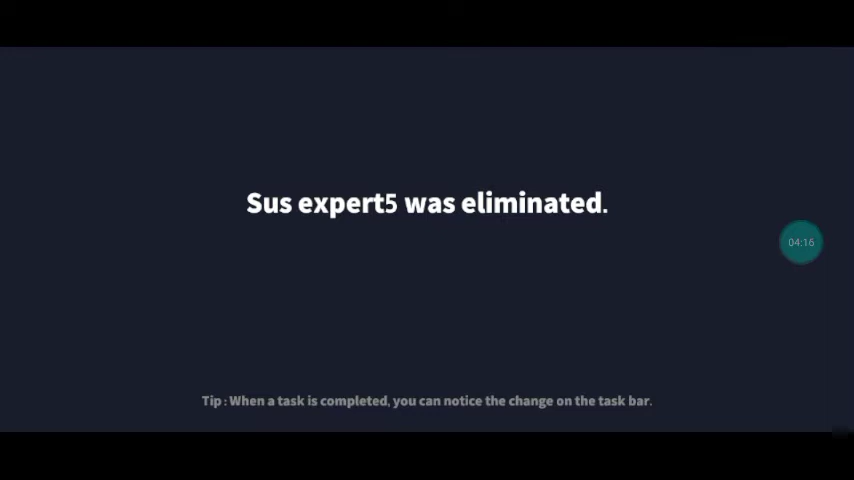 Sus expert5 was eliminated.
04:16
Tip : When a task is completed, you can notice the change on the task bar.